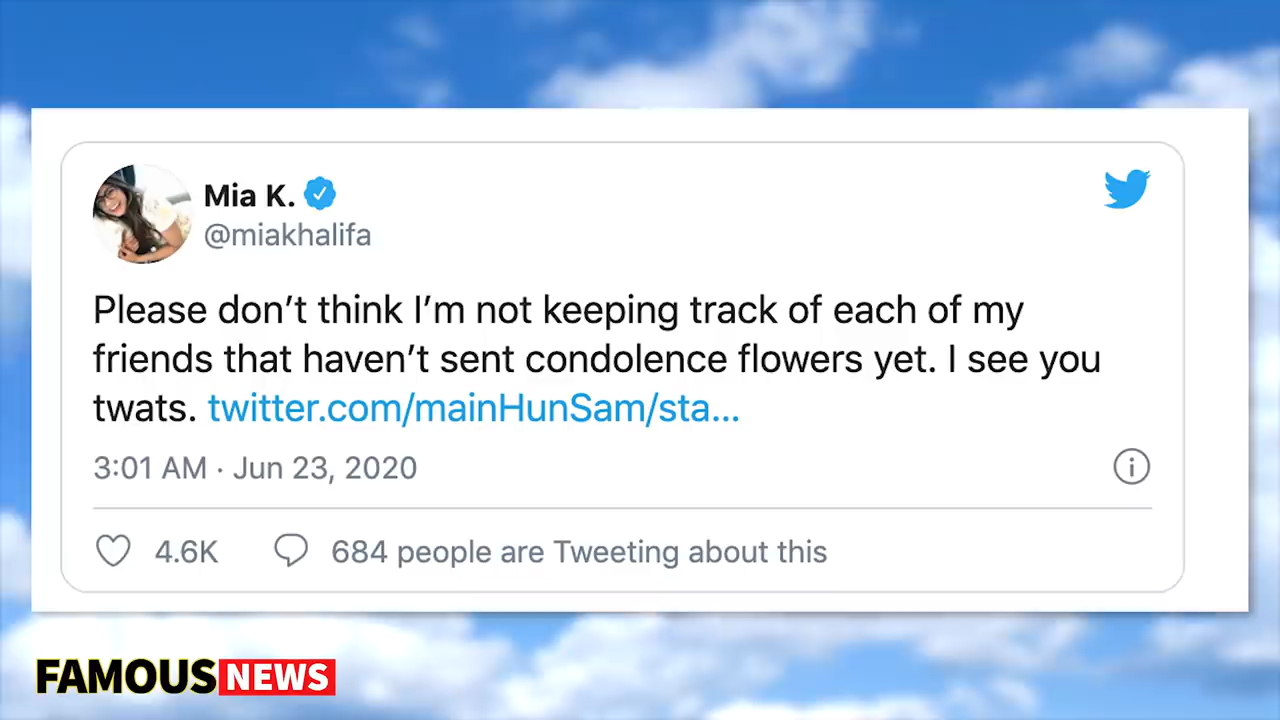 Mia K.
@miakhalifa
Please don’t think I’m not keeping track of each of my
friends that haven’t sent condolence flowers yet. I see you
twats. twitter.com/mainHunSam/sta...
3:01 AM · Jun 23, 2020
4.6K 684 people are Tweeting about this
FAMOUS NEWS